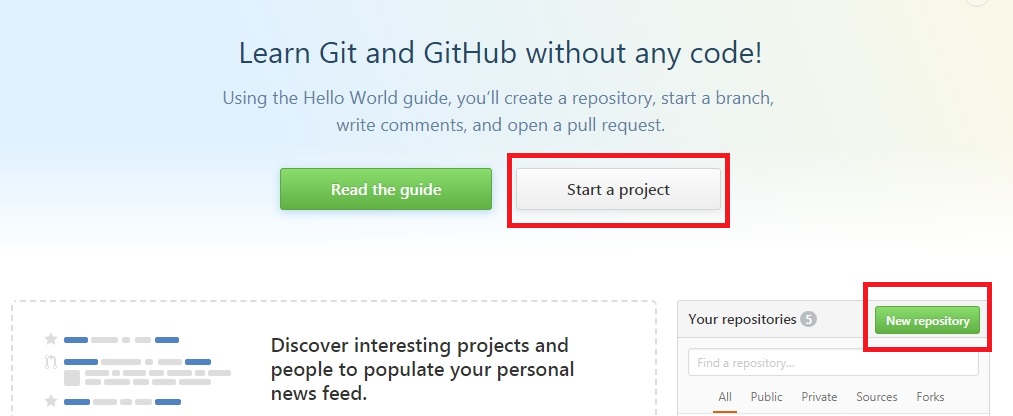 Learn Git and GitHub without any code!
Using the Hello World guide, you'll create a repository, start a branch,
write comments, and open a pull request.
Read the guide
Start a project
Discover interesting projects and
people to populate your personal
news feed.
Your repositories 5
New repository
Find a repository...
All Public Private Sources Forks